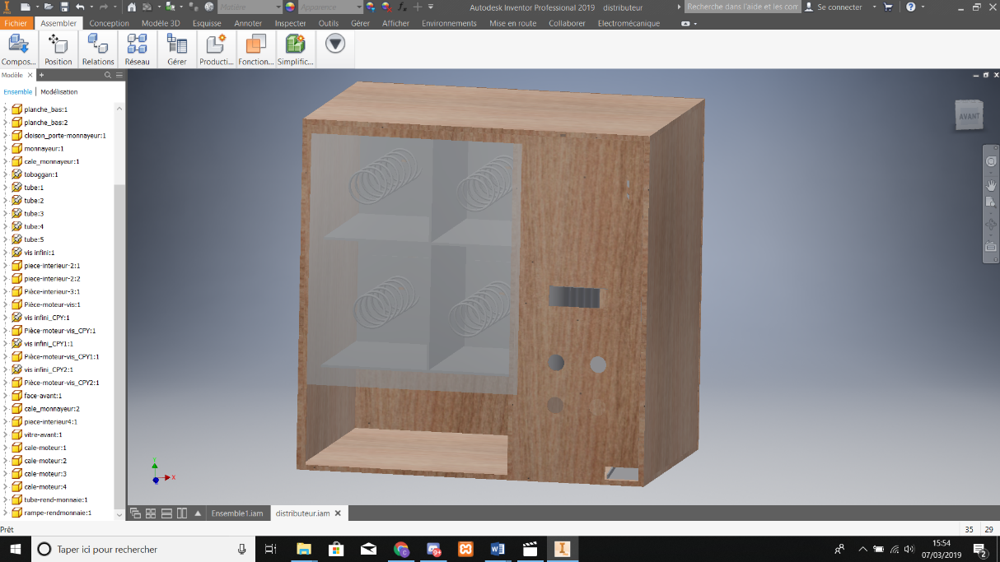 Matière
Apparence
Autodesk Inventor Professional 2019 distributeur
Recherche dans l'aide et les com
Se connecter
PRO
Fichier
Assembler
Conception
Modèle 3D
Esquisse
Annoter
Inspecter
Outils
Gérer
Afficher
Environnements
Mise en route
Collaborer
Electromécanique
Compos...
Position
Relations
Réseau
Gérer
Producti...
Fonction...
Simplific...
Modèle
Ensemble
Modélisation
planche_bas:1
planche_bas:2
cloison_porte-monnayeur:1
monnayeur:1
cale_monnayeur:1
toboggan:1
tube:1
tube:2
tube:3
tube:4
tube:5
vis infini:1
piece-interieur-2:1
piece-interieur-2:2
Pièce-interieur-3:1
Pièce-moteur-vis:1
vis infini_CPY:1
Pièce-moteur-vis_CPY:1
vis infini_CPY1:1
Pièce-moteur-vis_CPY1:1
vis infini_CPY2:1
Pièce-moteur-vis_CPY2:1
face-avant:1
cale_monnayeur:2
piece-interieur4:1
vitre-avant:1
cale-moteur:1
cale-moteur:2
cale-moteur:3
cale-moteur:4
tube-rend-monnaie:1
rampe-rendmonnaie:1
AVANT
Y
X
Ensemble1.iam
distributeur.iam
Prêt
35
29
Taper ici pour rechercher
9+
15:54
07/03/2019
2